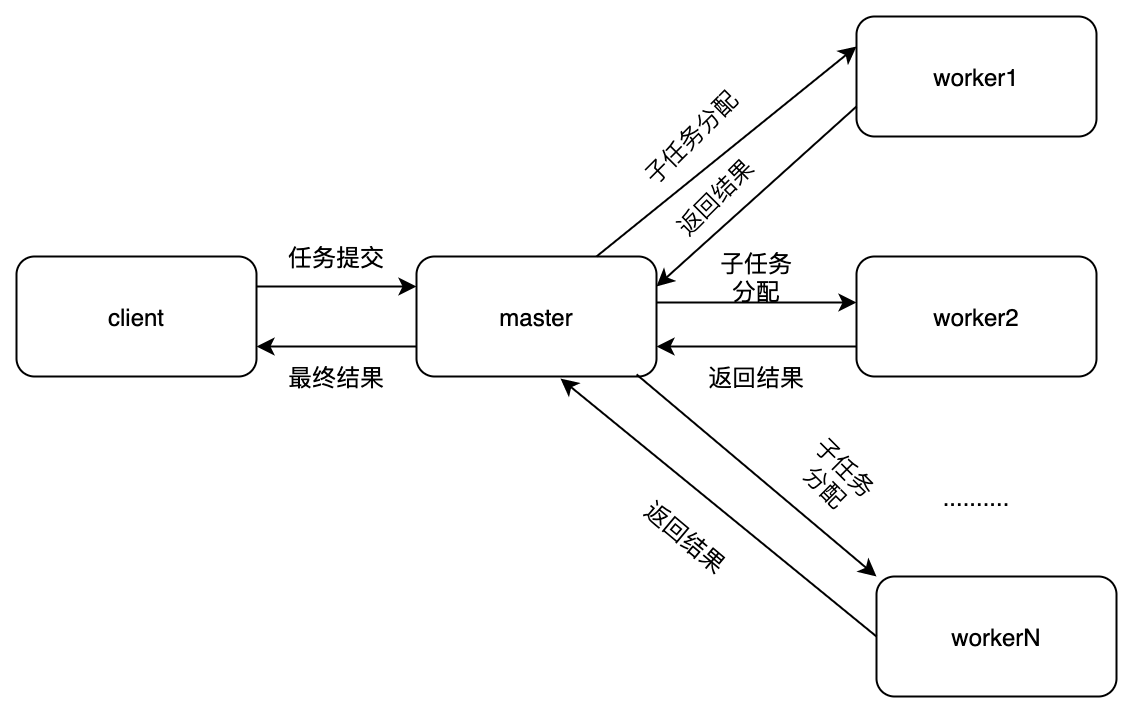 worker1
子任务分配
返回结果
client
任务提交
最终结果
master
子任务
分配
返回结果
worker2
子任务
分配
返回结果
..........
workerN